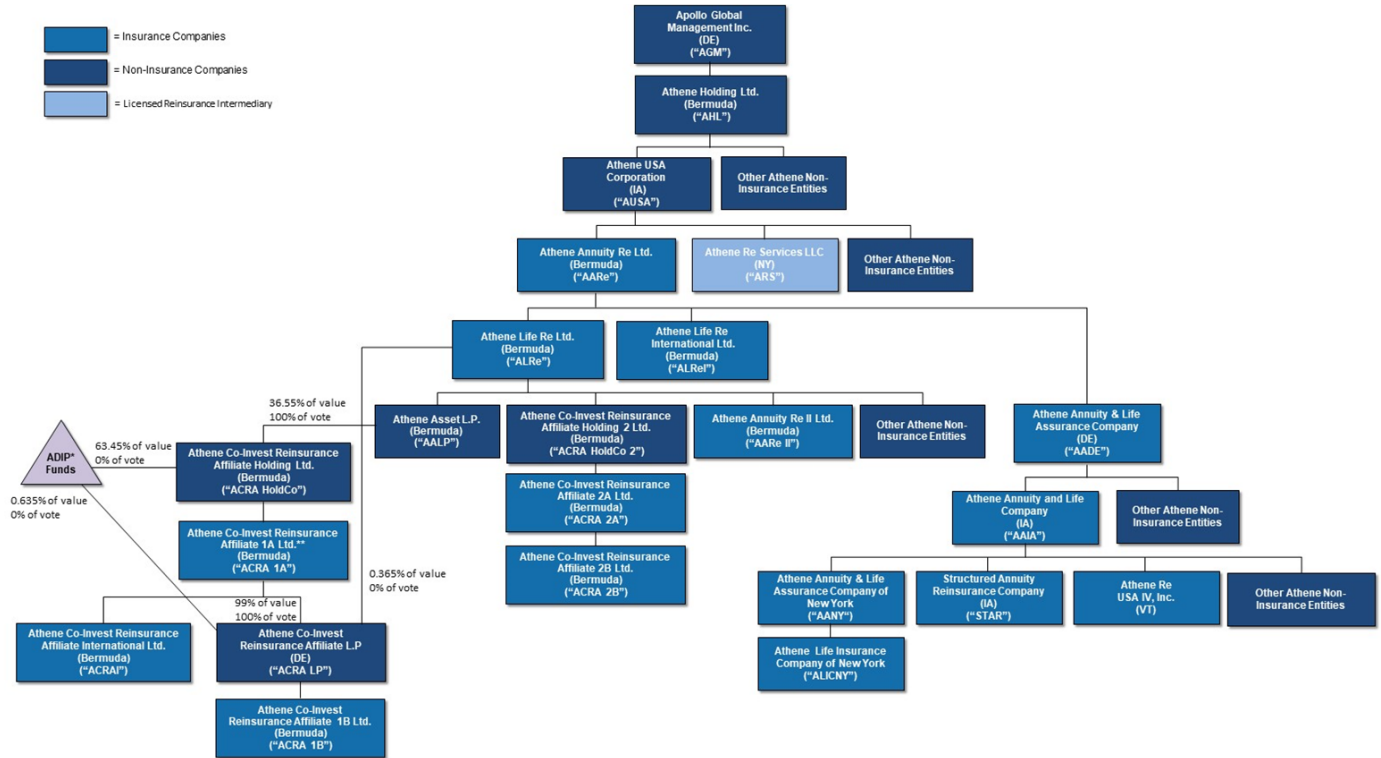 = Insurance Companies
= Non-Insurance Companies
= Licensed Reinsurance Intermediary
Apollo Global
Management Inc.
(DE)
("AGM")
Athene Holding Ltd.
(Bermuda)
("AHL")
Athene USA
Corporation
(IA)
("AUSA")
Other Athene Non-
Insurance Entities
Athene Annuity Re Ltd.
(Bermuda)
("AARe")
Athene Re Services LLC
(NY)
("ARS")
Other Athene Non-
Insurance Entities
Athene Life Re Ltd.
(Bermuda)
("ALRe")
Athene Life Re
International Ltd.
(Bermuda)
("ALReI")
36.55% of value
100% of vote
Athene Asset L.P.
(Bermuda)
("AALP")
Athene Co-Invest Reinsurance
Affiliate Holding 2 Ltd.
(Bermuda)
("ACRA HoldCo 2")
Athene Annuity Re II Ltd.
(Bermuda)
("AARe II")
Other Athene Non-
Insurance Entities
Athene Annuity & Life
Assurance Company
(DE)
("AADE")
ADIP*
Funds
63.45% of value
0% of vote
Athene Co-Invest Reinsurance
Affiliate Holding Ltd.
(Bermuda)
("ACRA HoldCo")
0.635% of value
0% of vote
Athene Co-Invest Reinsurance
Affiliate 2A Ltd.
(Bermuda)
("ACRA 2A")
Athene Annuity and Life
Company
(IA)
("AAIA")
Other Athene Non-
Insurance Entities
Athene Co-Invest Reinsurance
Affiliate 1A Ltd.**
(Bermuda)
("ACRA 1A")
0.365% of value
0% of vote
Athene Co-Invest Reinsurance
Affiliate 2B Ltd.
(Bermuda)
("ACRA 2B")
Athene Annuity & Life
Assurance Company of
New York
("AANY")
Structured Annuity
Reinsurance Company
(IA)
("STAR")
Athene Re
USA IV, Inc.
(VT)
Other Athene Non-
Insurance Entities
99% of value
100% of vote
Athene Co-Invest Reinsurance
Affiliate International Ltd.
(Bermuda)
("ACRAI")
Athene Co-Invest
Reinsurance Affiliate L.P
(DE)
("ACRA LP")
Athene Life Insurance
Company of New York
("ALICNY")
Athene Co-Invest
Reinsurance Affiliate 1B Ltd.
(Bermuda)
("ACRA 1B")